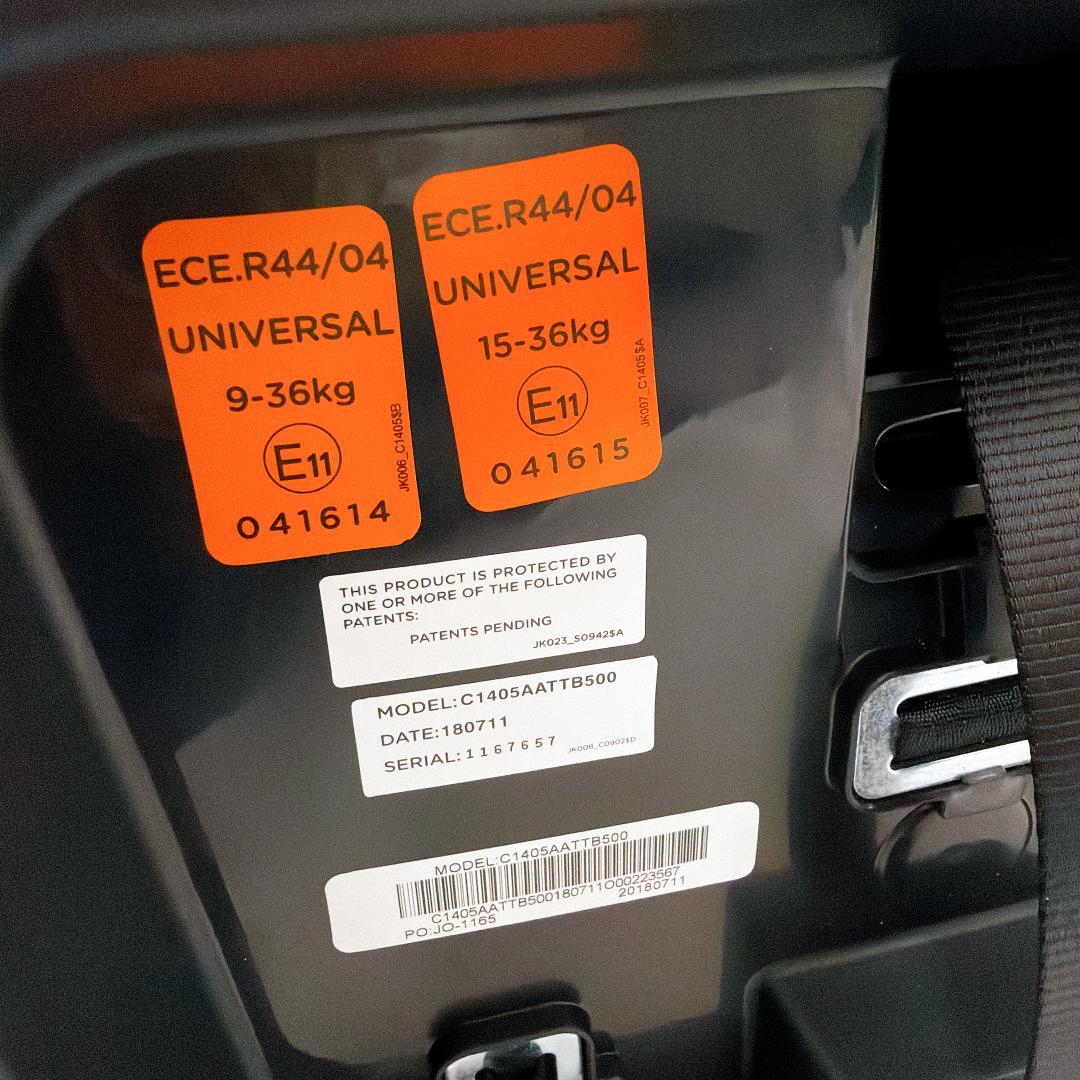 ECE.R44/04
UNIVERSAL
9-36kg
E11
041614
JK006_C1405$B
ECE.R44/04
UNIVERSAL
15-36kg
E11
041615
JK007_C1405$A
THIS PRODUCT IS PROTECTED BY
ONE OR MORE OF THE FOLLOWING
PATENTS:
PATENTS PENDING
JK023_S0942$A
MODEL:C1405AATTB500
DATE:180711
SERIAL:1167657
JK008_C0902$D
MODEL:C1405AATTB500
C1405AATTB500180711O00223567
PO:JO-1165 20180711